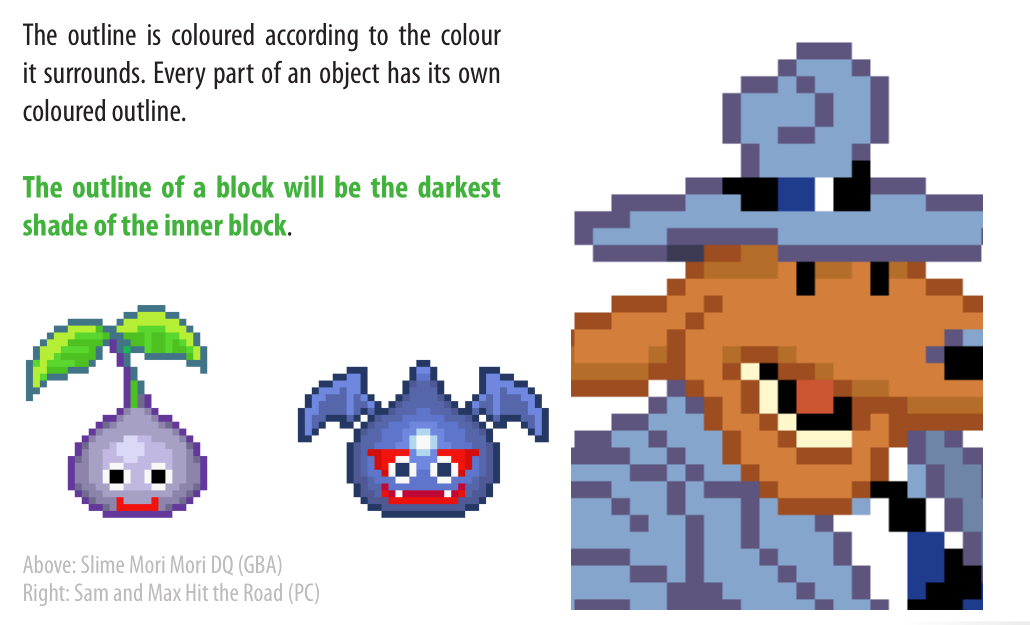 The outline is coloured according to the colour
it surrounds. Every part of an object has its own
coloured outline.
The outline of a block will be the darkest
shade of the inner block.
Above: Slime Mori Mori DQ (GBA)
Right: Sam and Max Hit the Road (PC)